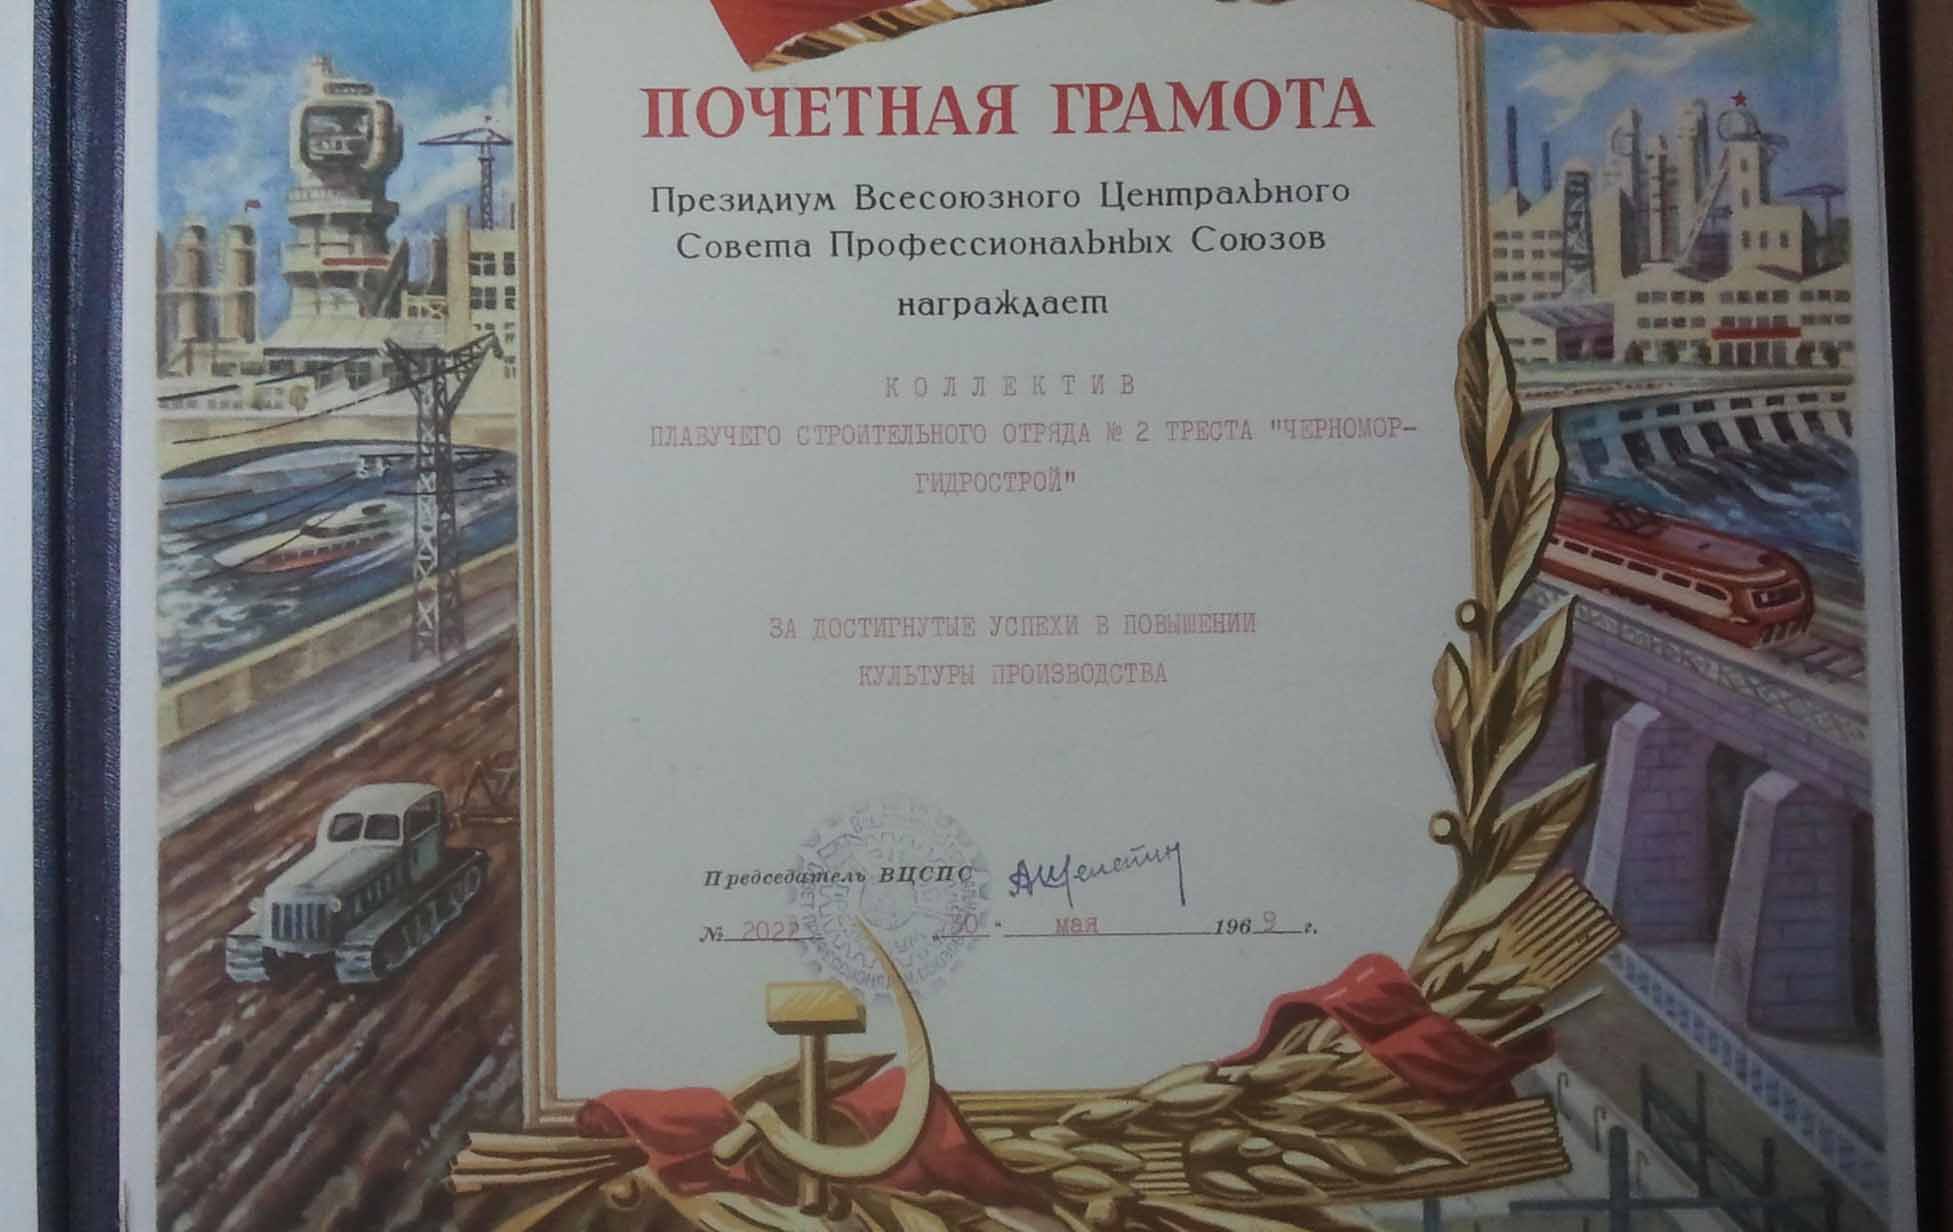 ПОЧЕТНАЯ ГРАМОТА
Президиум Всесоюзного Центрального
Совета Профессиональных Союзов
награждает
КОЛЛЕКТИВ
ПЛАВУЧЕГО СТРОИТЕЛЬНОГО ОТРЯДА № 2 ТРЕСТА "ЧЕРНОМОР-
ГИДРОСТРОЙ"
ЗА ДОСТИГНУТЫЕ УСПЕХИ В ПОВЫШЕНИИ
КУЛЬТУРЫ ПРОИЗВОДСТВА
Председатель ВЦСПС АШелепин
№ 2022 „30" мая 1969 г.